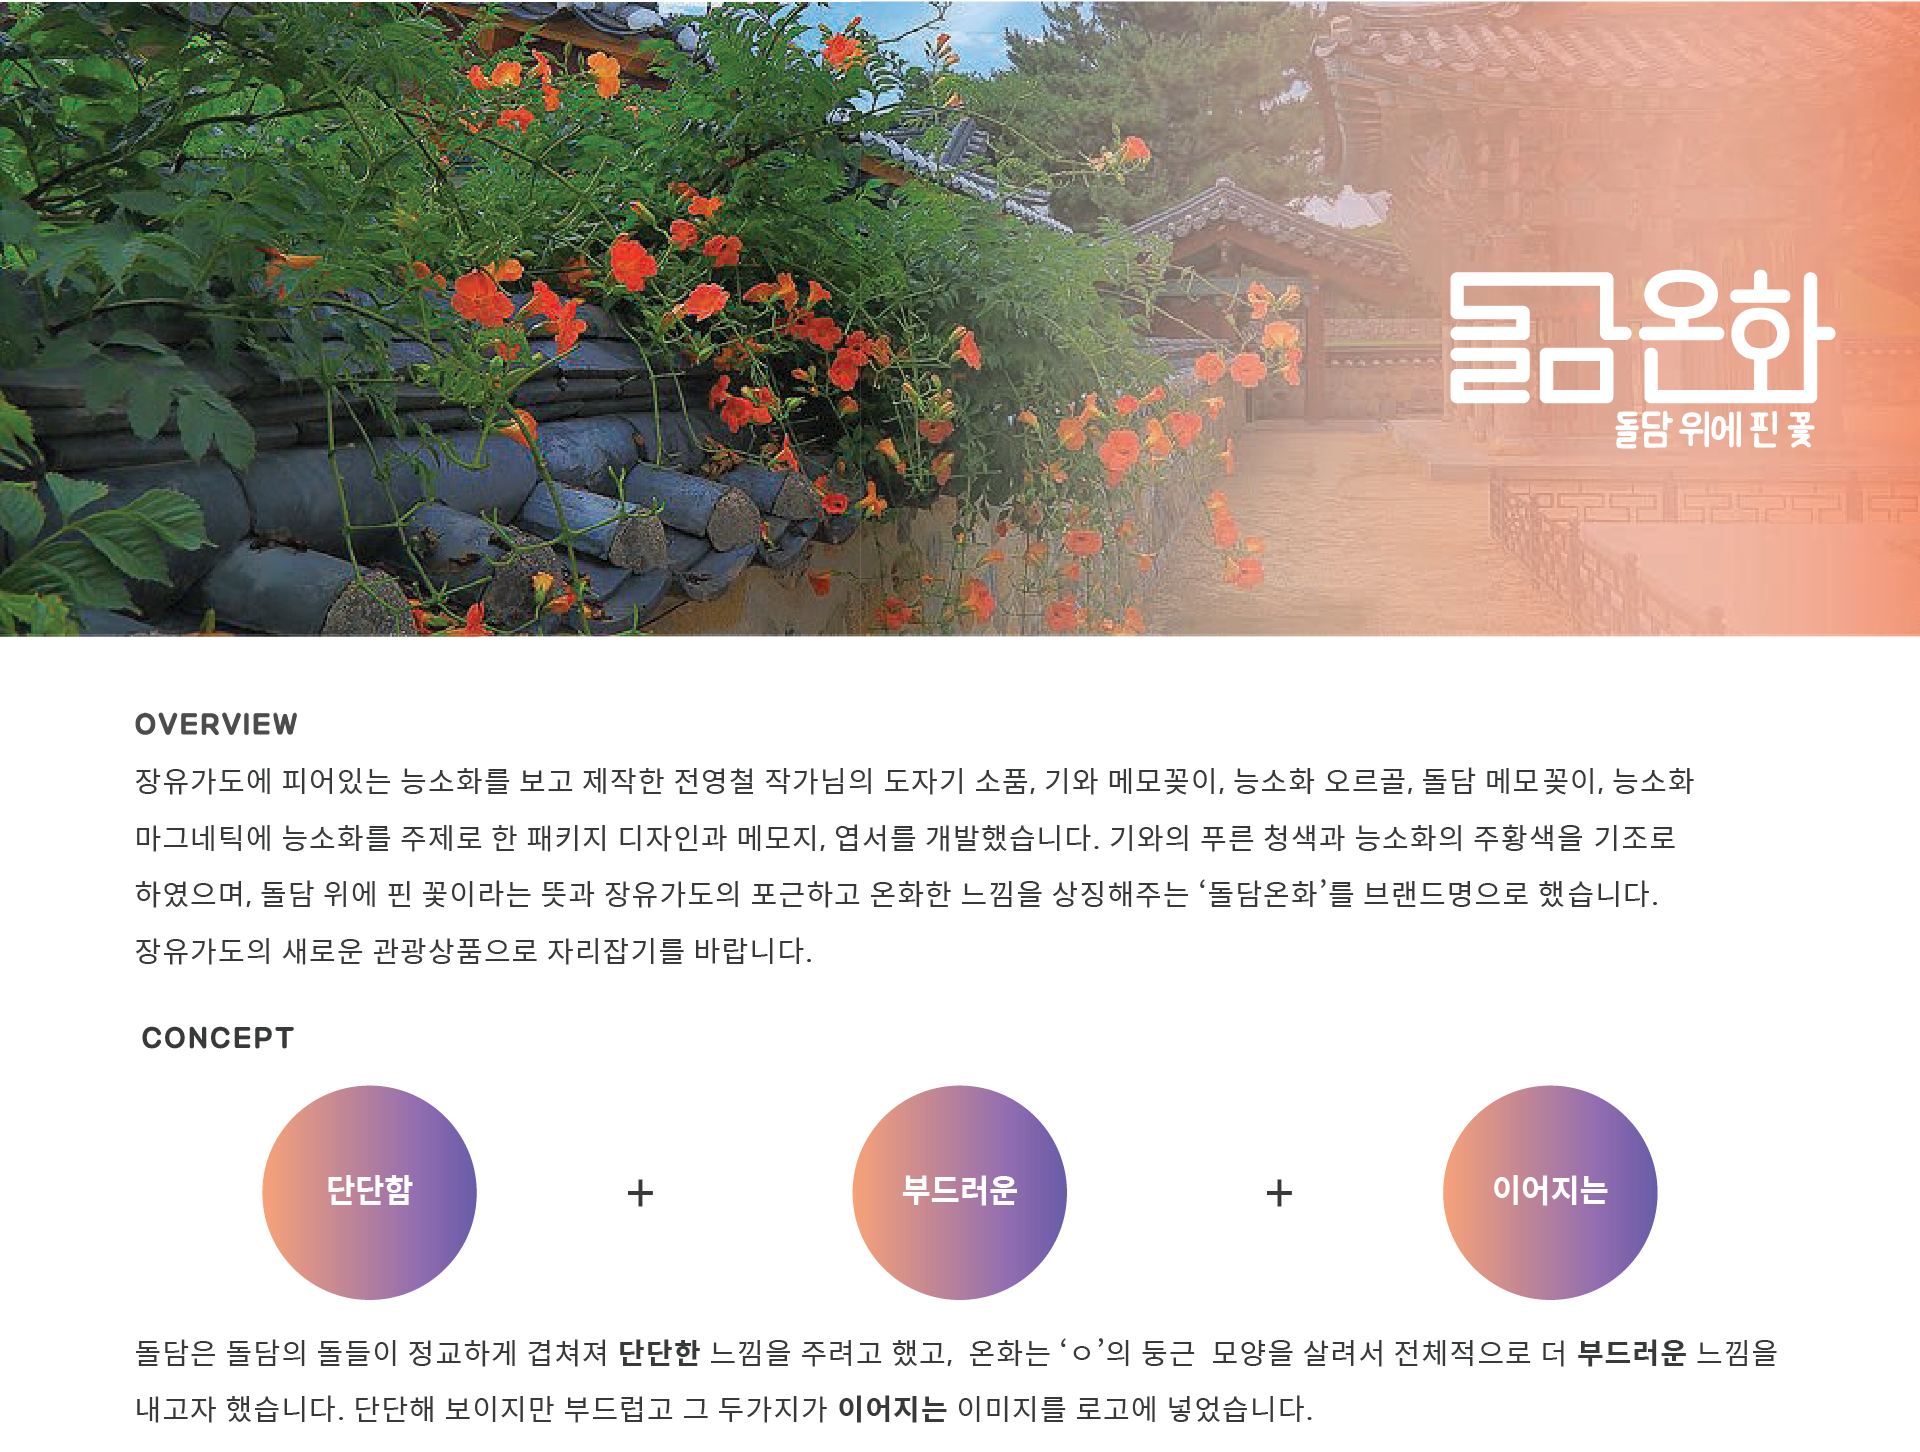 돌담온화
돌담 위에 핀 꽃
OVERVIEW
장유가도에 피어있는 능소화를 보고 제작한 전영철 작가님의 도자기 소품, 기와 메모꽂이, 능소화 오르골, 돌담 메모꽂이, 능소화
마그네틱에 능소화를 주제로 한 패키지 디자인과 메모지, 엽서를 개발했습니다. 기와의 푸른 청색과 능소화의 주황색을 기조로
하였으며, 돌담 위에 핀 꽃이라는 뜻과 장유가도의 포근하고 온화한 느낌을 상징해주는 ‘돌담온화’를 브랜드명으로 했습니다.
장유가도의 새로운 관광상품으로 자리잡기를 바랍니다.
CONCEPT
단단함 + 부드러운 + 이어지는
돌담은 돌담의 돌들이 정교하게 겹쳐져 단단한 느낌을 주려고 했고, 온화는 ‘ㅇ’의 둥근 모양을 살려서 전체적으로 더 부드러운 느낌을
내고자 했습니다. 단단해 보이지만 부드럽고 그 두가지가 이어지는 이미지를 로고에 넣었습니다.